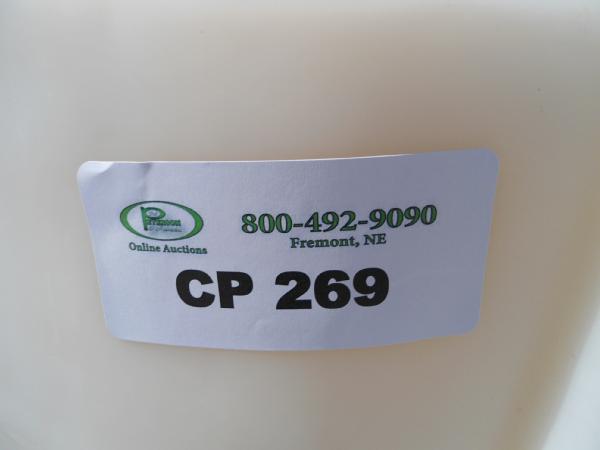 800-492-9090
Fremont, NE
Online Auctions
CP 269